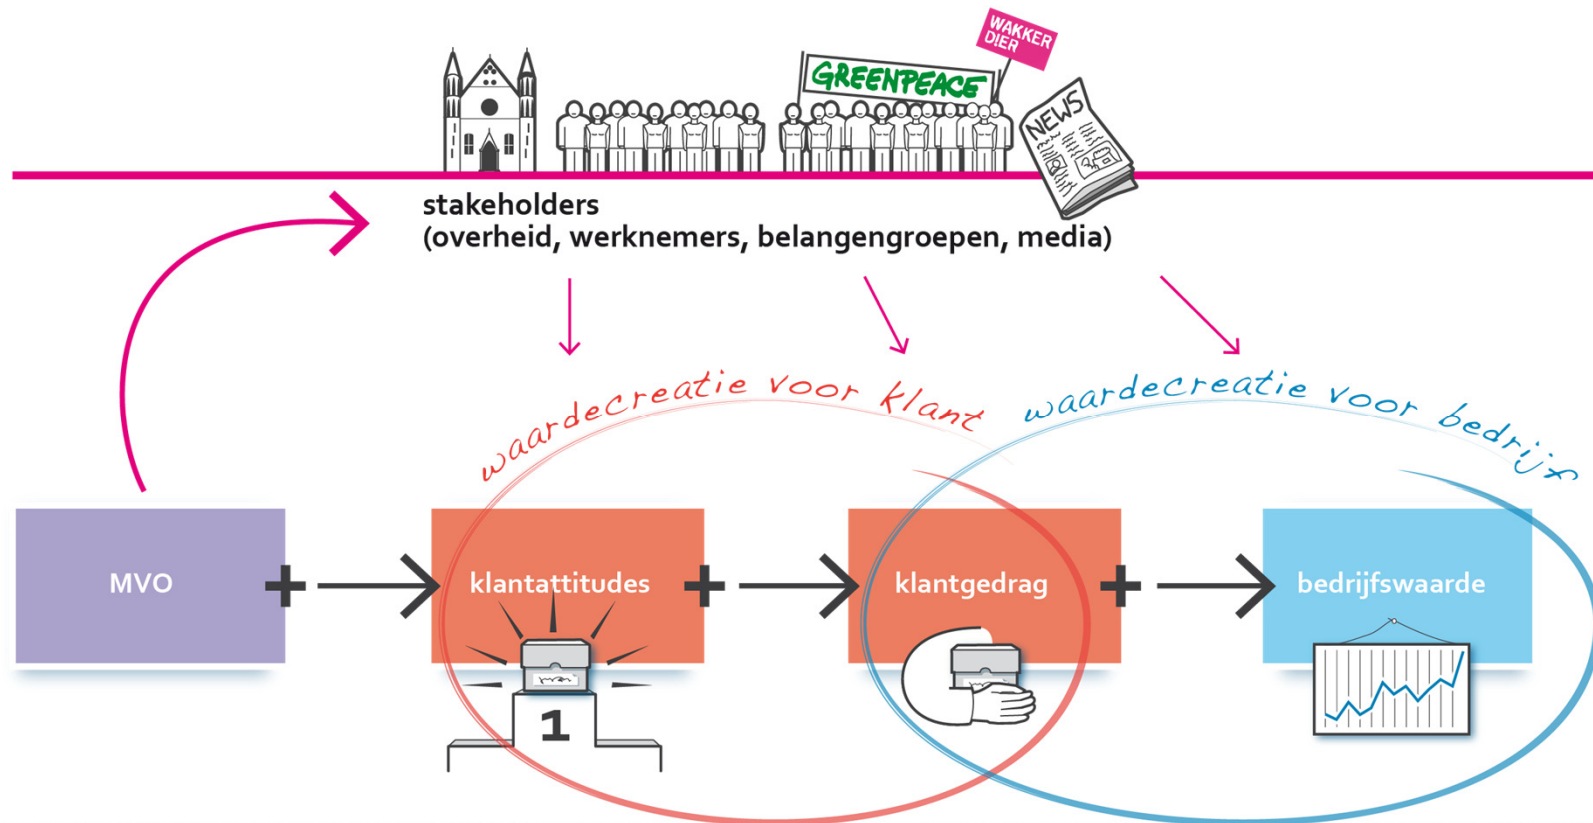 WAKKER
DIER
GREENPEACE
NEWS
stakeholders
(overheid, werknemers, belangengroepen, media)
waardecreatie voor klant
waardecreatie voor bedrijf
MVO
+
klantattitudes
+
klantgedrag
+
bedrijfswaarde
1